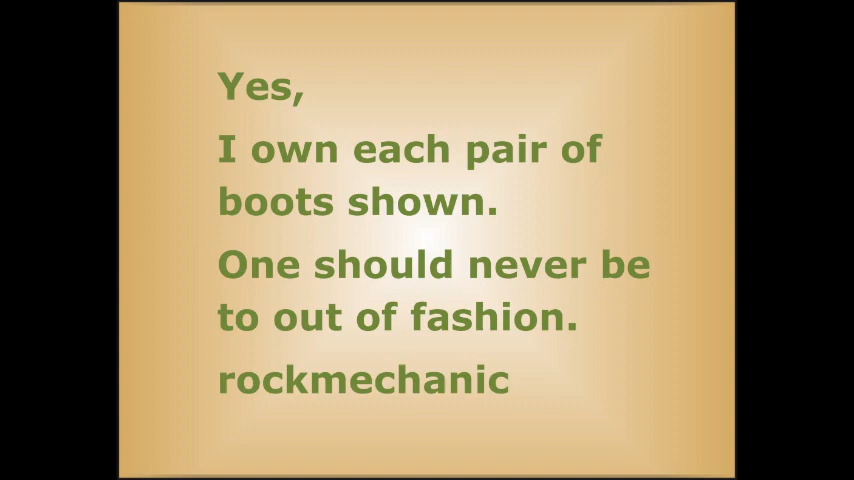 Yes,
I own each pair of
boots shown.
One should never be
to out of fashion.
rockmechanic